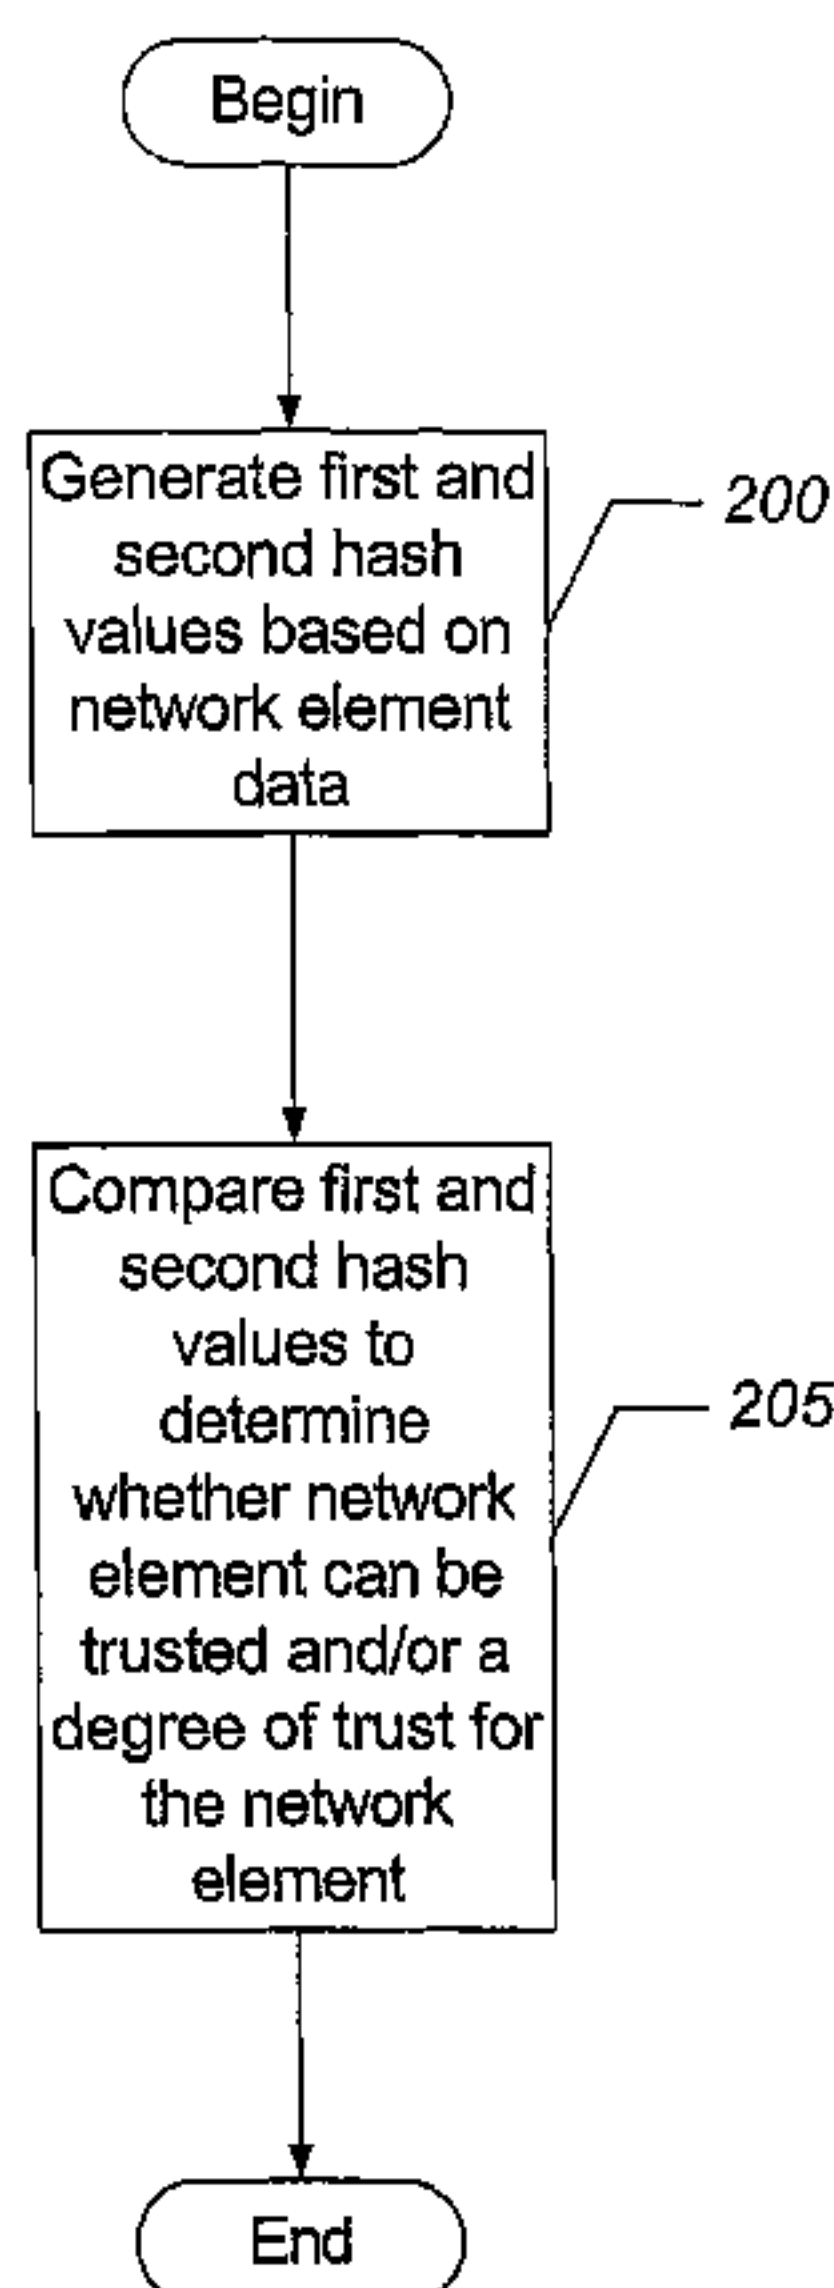 Begin
Generate first and
second hash
values based on
network element
data
200
Compare first and
second hash
values to
determine
whether network
element can be
trusted and/or a
degree of trust for
the network
element
205
End